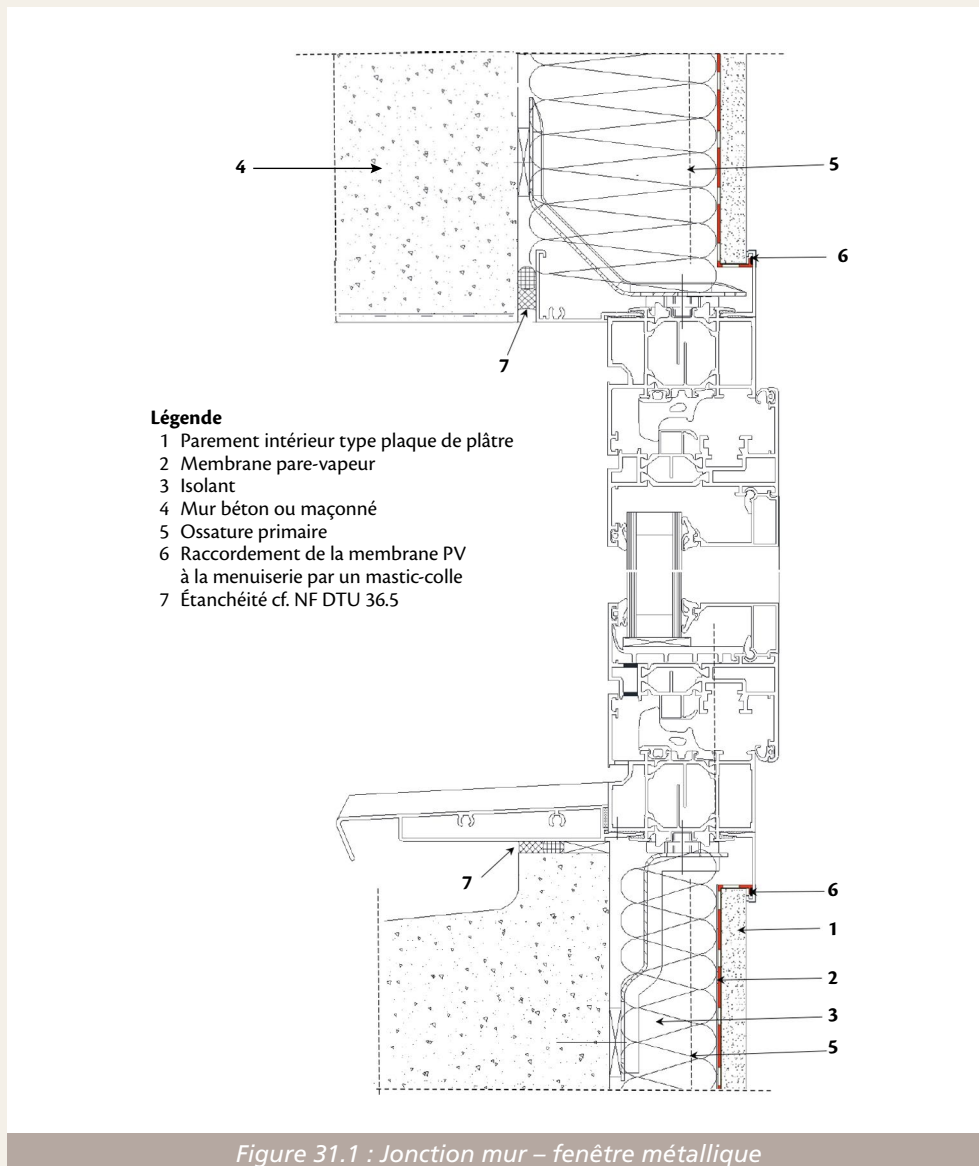 4
5
6
7
Légende
1 Parement intérieur type plaque de plâtre
2 Membrane pare-vapeur
3 Isolant
4 Mur béton ou maçonné
5 Ossature primaire
6 Raccordement de la membrane PV
à la menuiserie par un mastic-colle
7 Étanchéité cf. NF DTU 36.5
7
6
1
2
3
5
Figure 31.1 : Jonction mur – fenêtre métallique